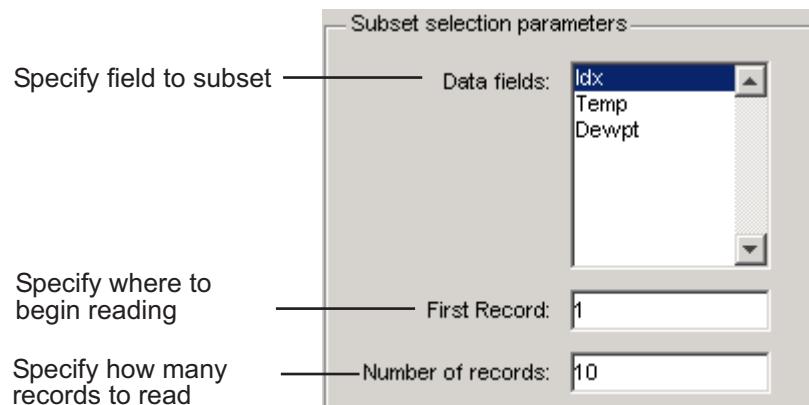 Subset selection parameters
Specify field to subset
Data fields:
Idx
Temp
Dewpt
Specify where to
begin reading
First Record:
1
Specify how many
records to read
Number of records:
10